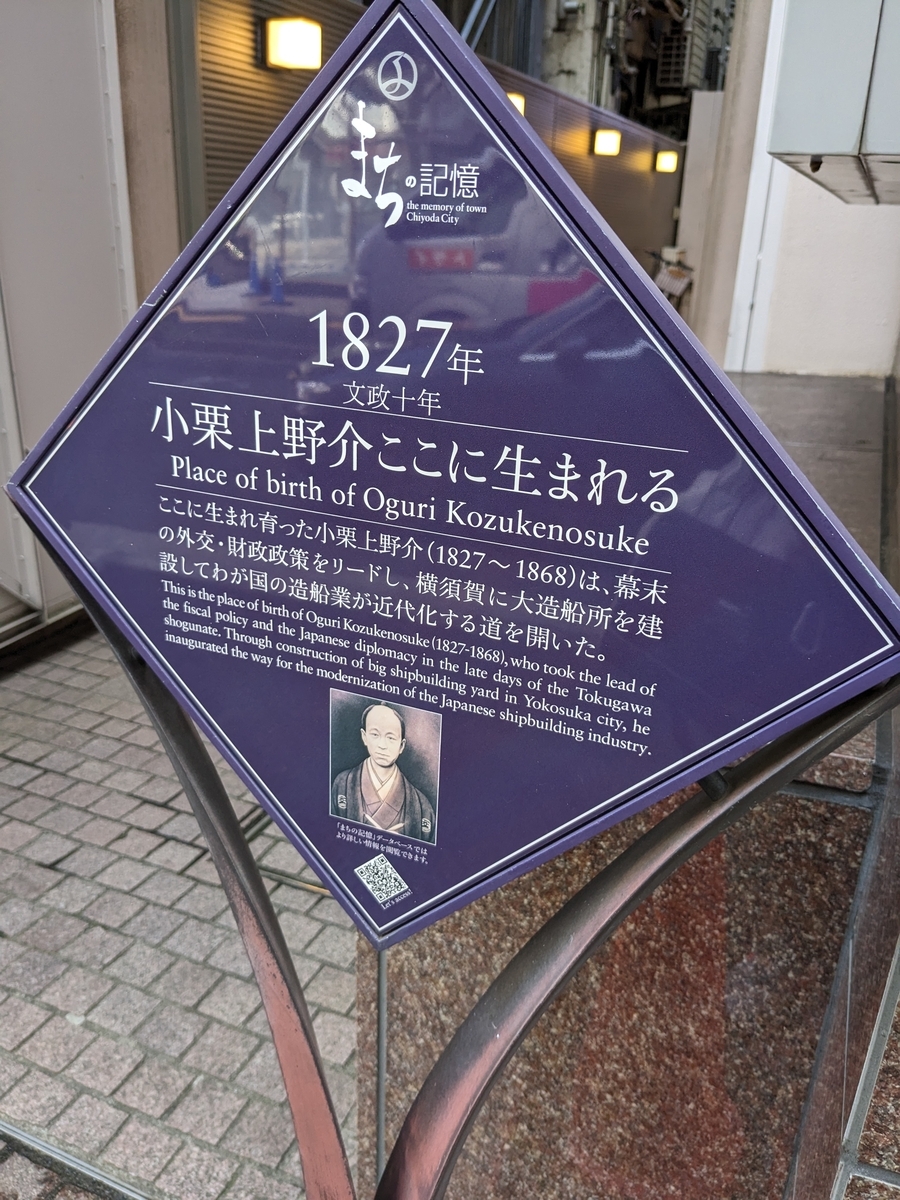 まちの記憶
the memory of town
Chiyoda City
1827年
文政十年
小栗上野介ここに生まれる
Place of birth of Oguri Kozukenosuke
ここに生まれ育った小栗上野介(1827～1868)は、幕末
の外交・財政政策をリードし、横須賀に大造船所を建
設してわが国の造船業が近代化する道を開いた。
This is the place of birth of Oguri Kozukenosuke (1827-1868), who took the lead of
the fiscal policy and the Japanese diplomacy in the late days of the Tokugawa
shogunate. Through construction of big shipbuilding yard in Yokosuka city, he
inaugurated the way for the modernization of the Japanese shipbuilding industry.
「まちの記憶」データベースでは
より詳しい情報を閲覧できます。
Let's access!